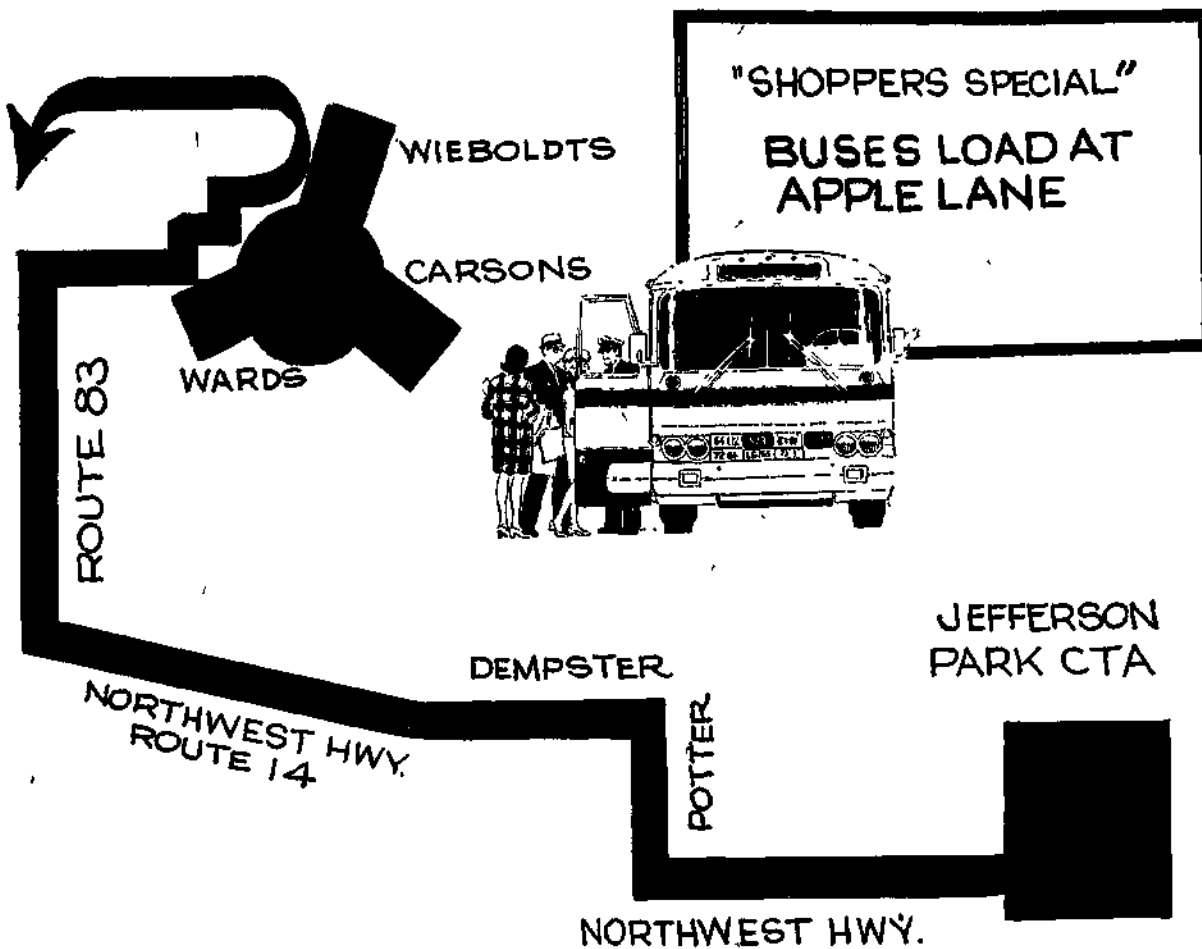 "SHOPPERS SPECIAL"
BUSES LOAD AT
APPLE LANE
WIEBOLDTS
CARSONS
WARDS
ROUTE 83
NORTHWEST HWY.
ROUTE 14
DEMPSTER
POTTER
JEFFERSON
PARK CTA
NORTHWEST HWY.